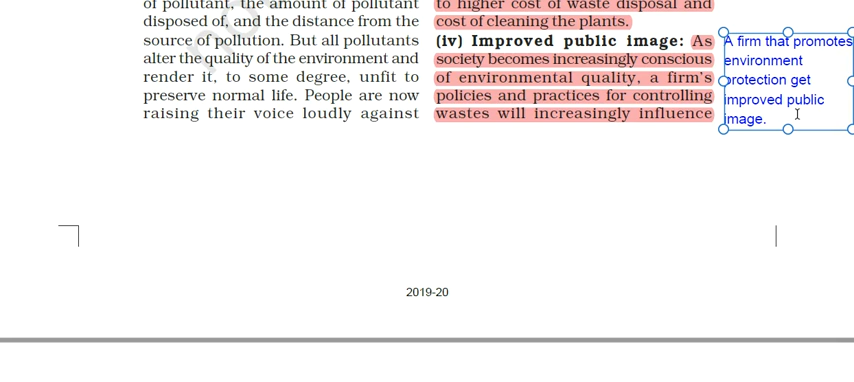 of pollutant, the amount of pollutant
disposed of, and the distance from the
source of pollution. But all pollutants
alter the quality of the environment and
render it, to some degree, unfit to
preserve normal life. People are now
raising their voice loudly against
to higher cost of waste disposal and
cost of cleaning the plants.
(iv) Improved public image: As
society becomes increasingly conscious
of environmental quality, a firm's
policies and practices for controlling
wastes will increasingly influence
A firm that promotes
environment
protection get
improved public
image.
2019-20